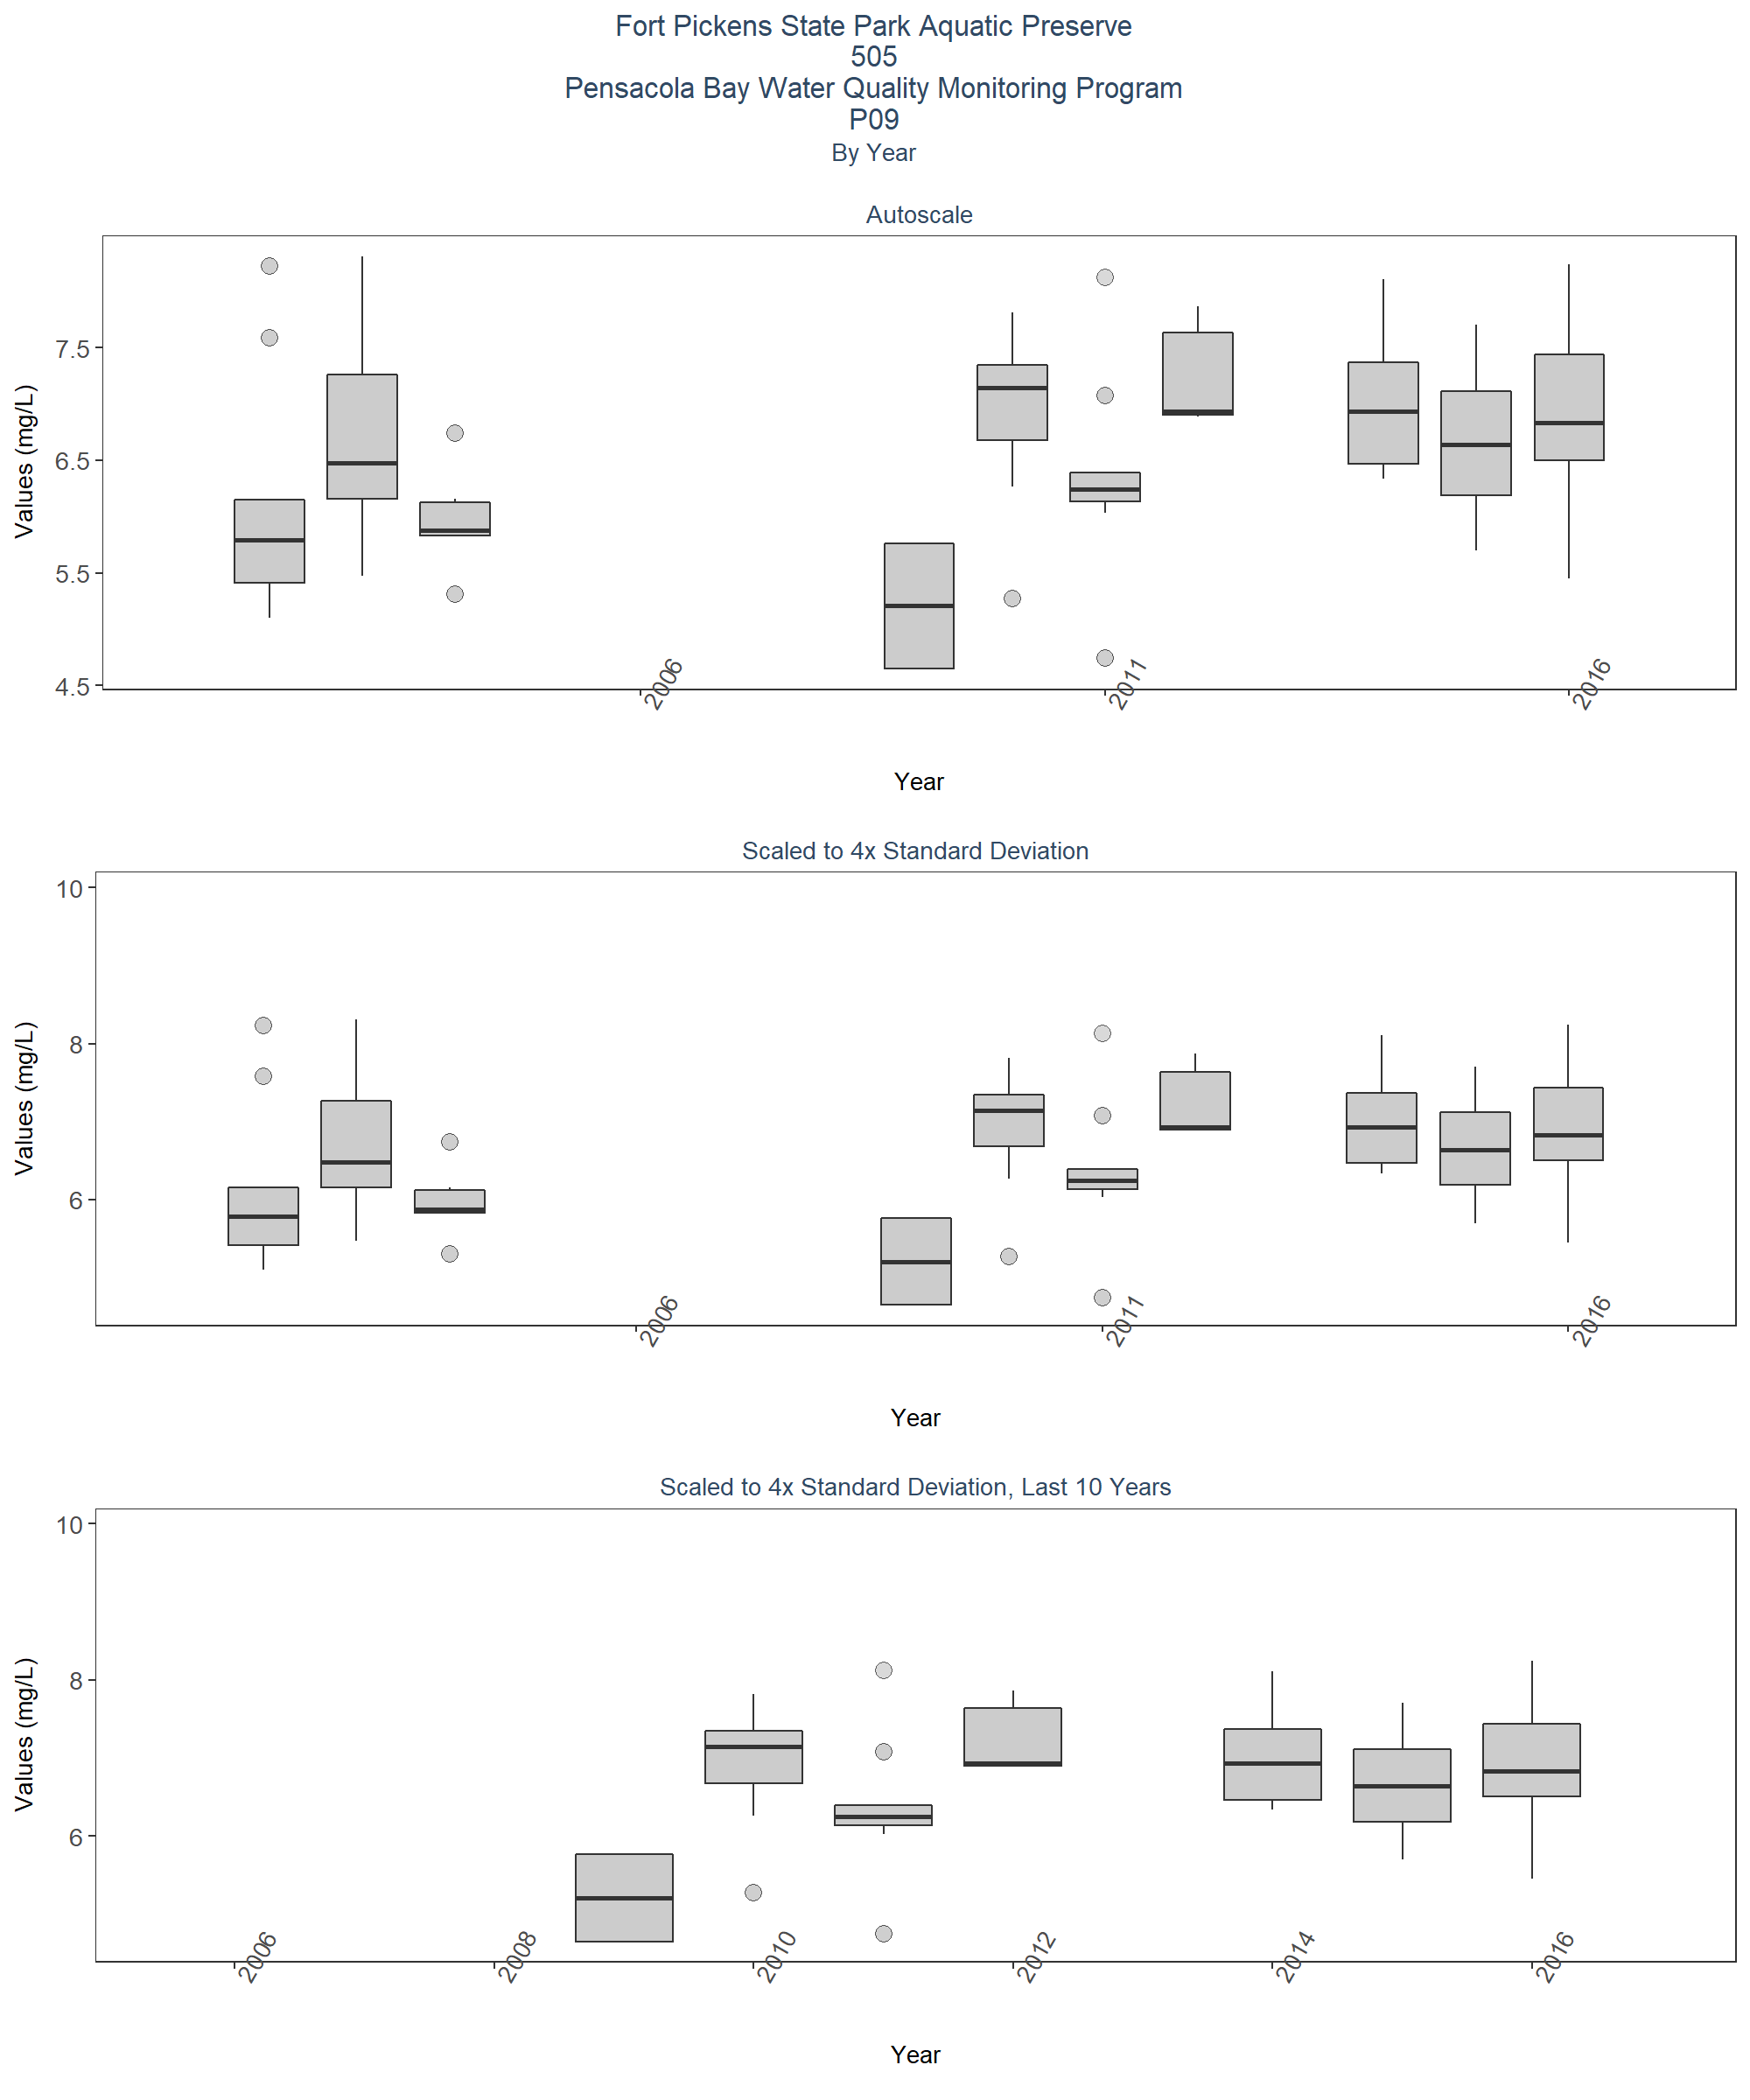 Fort Pickens State Park Aquatic Preserve
505
Pensacola Bay Water Quality Monitoring Program
P09
By Year
Autoscale
Values (mg/L)
7.5
6.5
5.5
4.5
2006
2011
2016
Year
Scaled to 4x Standard Deviation
Values (mg/L)
10
8
6
2006
2011
2016
Year
Scaled to 4x Standard Deviation, Last 10 Years
Values (mg/L)
10
8
6
2006
2008
2010
2012
2014
2016
Year